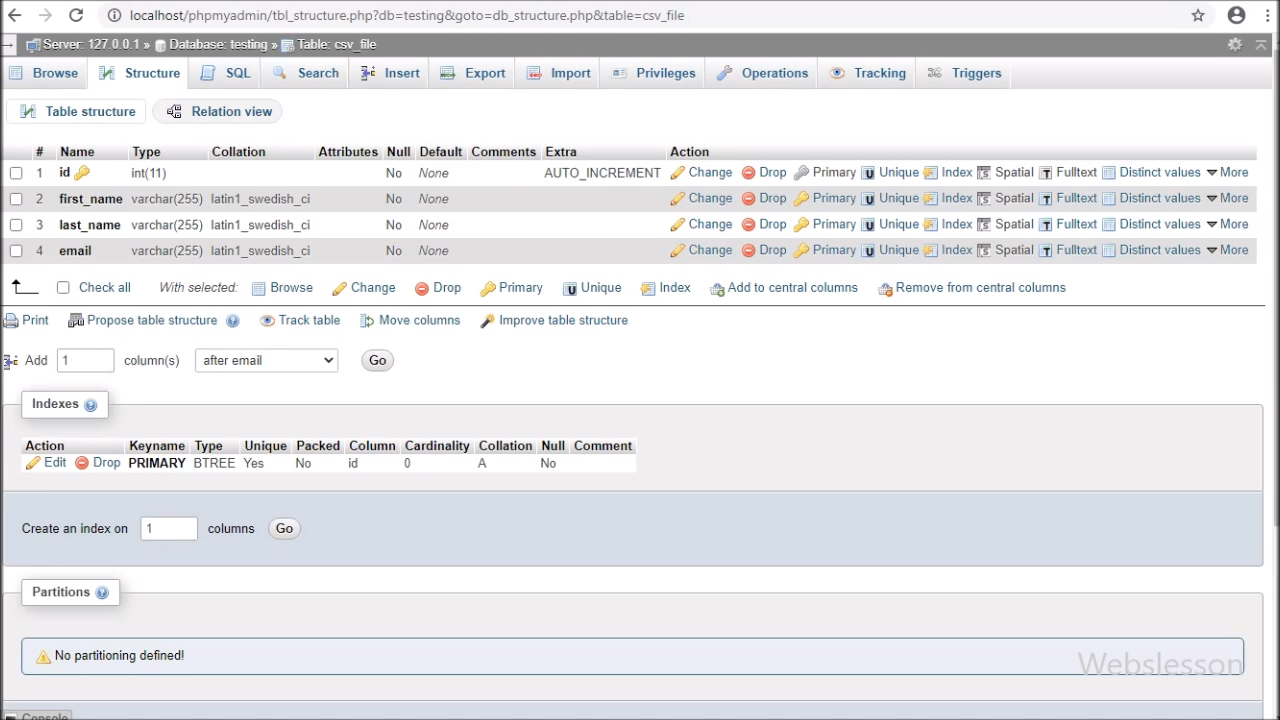 localhost/phpmyadmin/tbl_structure.php?db=testing&goto=db_structure.php&table=csv_file
Server: 127.0.0.1 » Database: testing » Table: csv_file
Browse Structure SQL Search Insert Export Import Privileges Operations Tracking Triggers
Table structure Relation view
# Name Type Collation Attributes Null Default Comments Extra Action
1 id int(11) No None AUTO_INCREMENT Change Drop Primary Unique Index Spatial Fulltext Distinct values More
2 first_name varchar(255) latin1_swedish_ci No None Change Drop Primary Unique Index Spatial Fulltext Distinct values More
3 last_name varchar(255) latin1_swedish_ci No None Change Drop Primary Unique Index Spatial Fulltext Distinct values More
4 email varchar(255) latin1_swedish_ci No None Change Drop Primary Unique Index Spatial Fulltext Distinct values More
Check all With selected: Browse Change Drop Primary Unique Index Add to central columns Remove from central columns
Print Propose table structure Track table Move columns Improve table structure
Add 1 column(s) after email Go
Indexes
Action Keyname Type Unique Packed Column Cardinality Collation Null Comment
Edit Drop PRIMARY BTREE Yes No id 0 A No
Create an index on 1 columns Go
Partitions
No partitioning defined!
Webslesson
Console